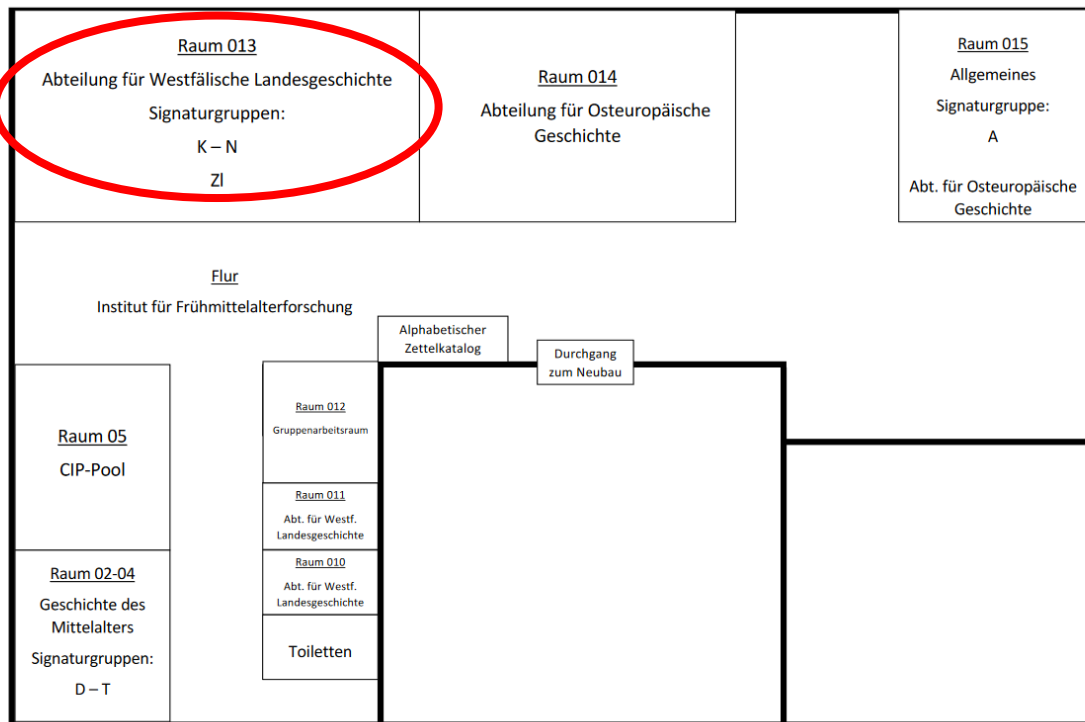 Raum 013
Abteilung für Westfälische Landesgeschichte
Signaturgruppen:
K – N
Zl
Raum 014
Abteilung für Osteuropäische
Geschichte
Raum 015
Allgemeines
Signaturgruppe:
A
Abt. für Osteuropäische
Geschichte
Flur
Institut für Frühmittelalterforschung
Alphabetischer
Zettelkatalog
Durchgang
zum Neubau
Raum 05
CIP-Pool
Raum 012
Gruppenarbeitsraum
Raum 011
Abt. für Westf.
Landesgeschichte
Raum 010
Abt. für Westf.
Landesgeschichte
Toiletten
Raum 02-04
Geschichte des
Mittelalters
Signaturgruppen:
D – T